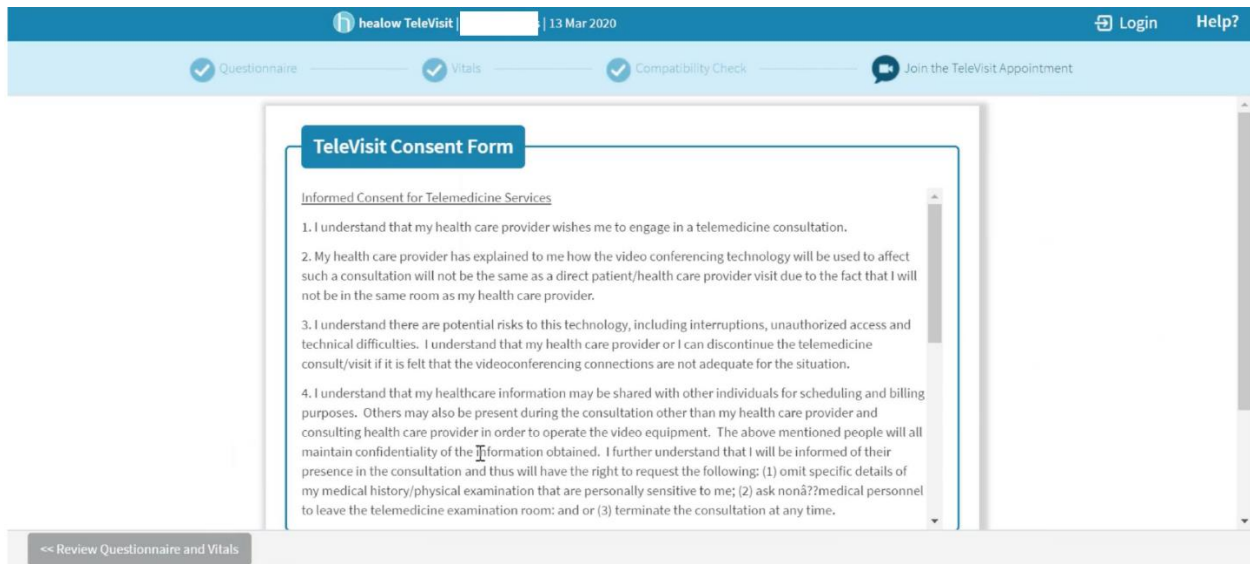 healow TeleVisit | | 13 Mar 2020 Login Help?
Questionnaire Vitals Compatibility Check Join the TeleVisit Appointment
TeleVisit Consent Form
Informed Consent for Telemedicine Services
1. I understand that my health care provider wishes me to engage in a telemedicine consultation.
2. My health care provider has explained to me how the video conferencing technology will be used to affect
such a consultation will not be the same as a direct patient/health care provider visit due to the fact that I will
not be in the same room as my health care provider.
3. I understand there are potential risks to this technology, including interruptions, unauthorized access and
technical difficulties. I understand that my health care provider or I can discontinue the telemedicine
consult/visit if it is felt that the videoconferencing connections are not adequate for the situation.
4. I understand that my healthcare information may be shared with other individuals for scheduling and billing
purposes. Others may also be present during the consultation other than my health care provider and
consulting health care provider in order to operate the video equipment. The above mentioned people will all
maintain confidentiality of the information obtained. I further understand that I will be informed of their
presence in the consultation and thus will have the right to request the following: (1) omit specific details of
my medical history/physical examination that are personally sensitive to me; (2) ask nonâ??medical personnel
to leave the telemedicine examination room: and or (3) terminate the consultation at any time.
<< Review Questionnaire and Vitals